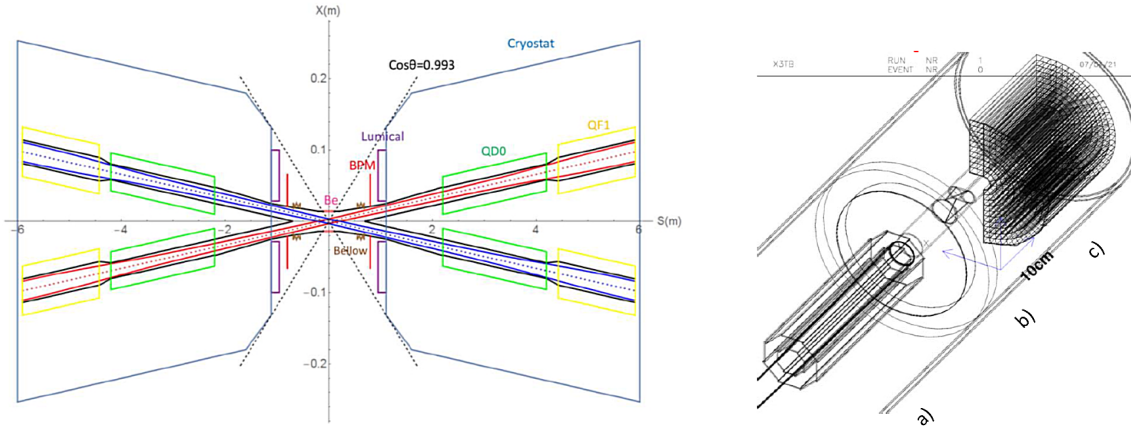 X(m)
Cryostat
Cosθ=0.993
0.2
Lumical
QF1
0.1
QD0
BPM
Be
-6
-4
-2
2
4
6
S(m)
Bellow
-0.1
-0.2
X3TB
RUN NR 1
EVENT NR 0
10cm
a)
b)
c)